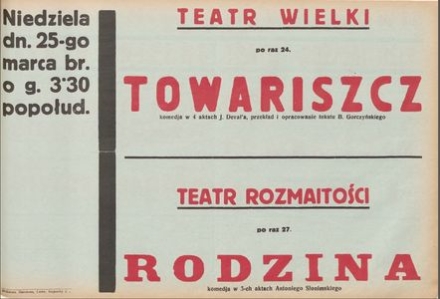 Niedziela
dn. 25-go
marca br.
o g. 3·30
popołud.
TEATR WIELKI
po raz 24.
TOWARISZCZ
komedja w 4 aktach J. Deval'a, przekład i opracowanie tekstu B. Gorczyńskiego
TEATR ROZMAITOŚCI
po raz 27.
RODZINA
komedja w 3-ch aktach Antoniego Słonimskiego